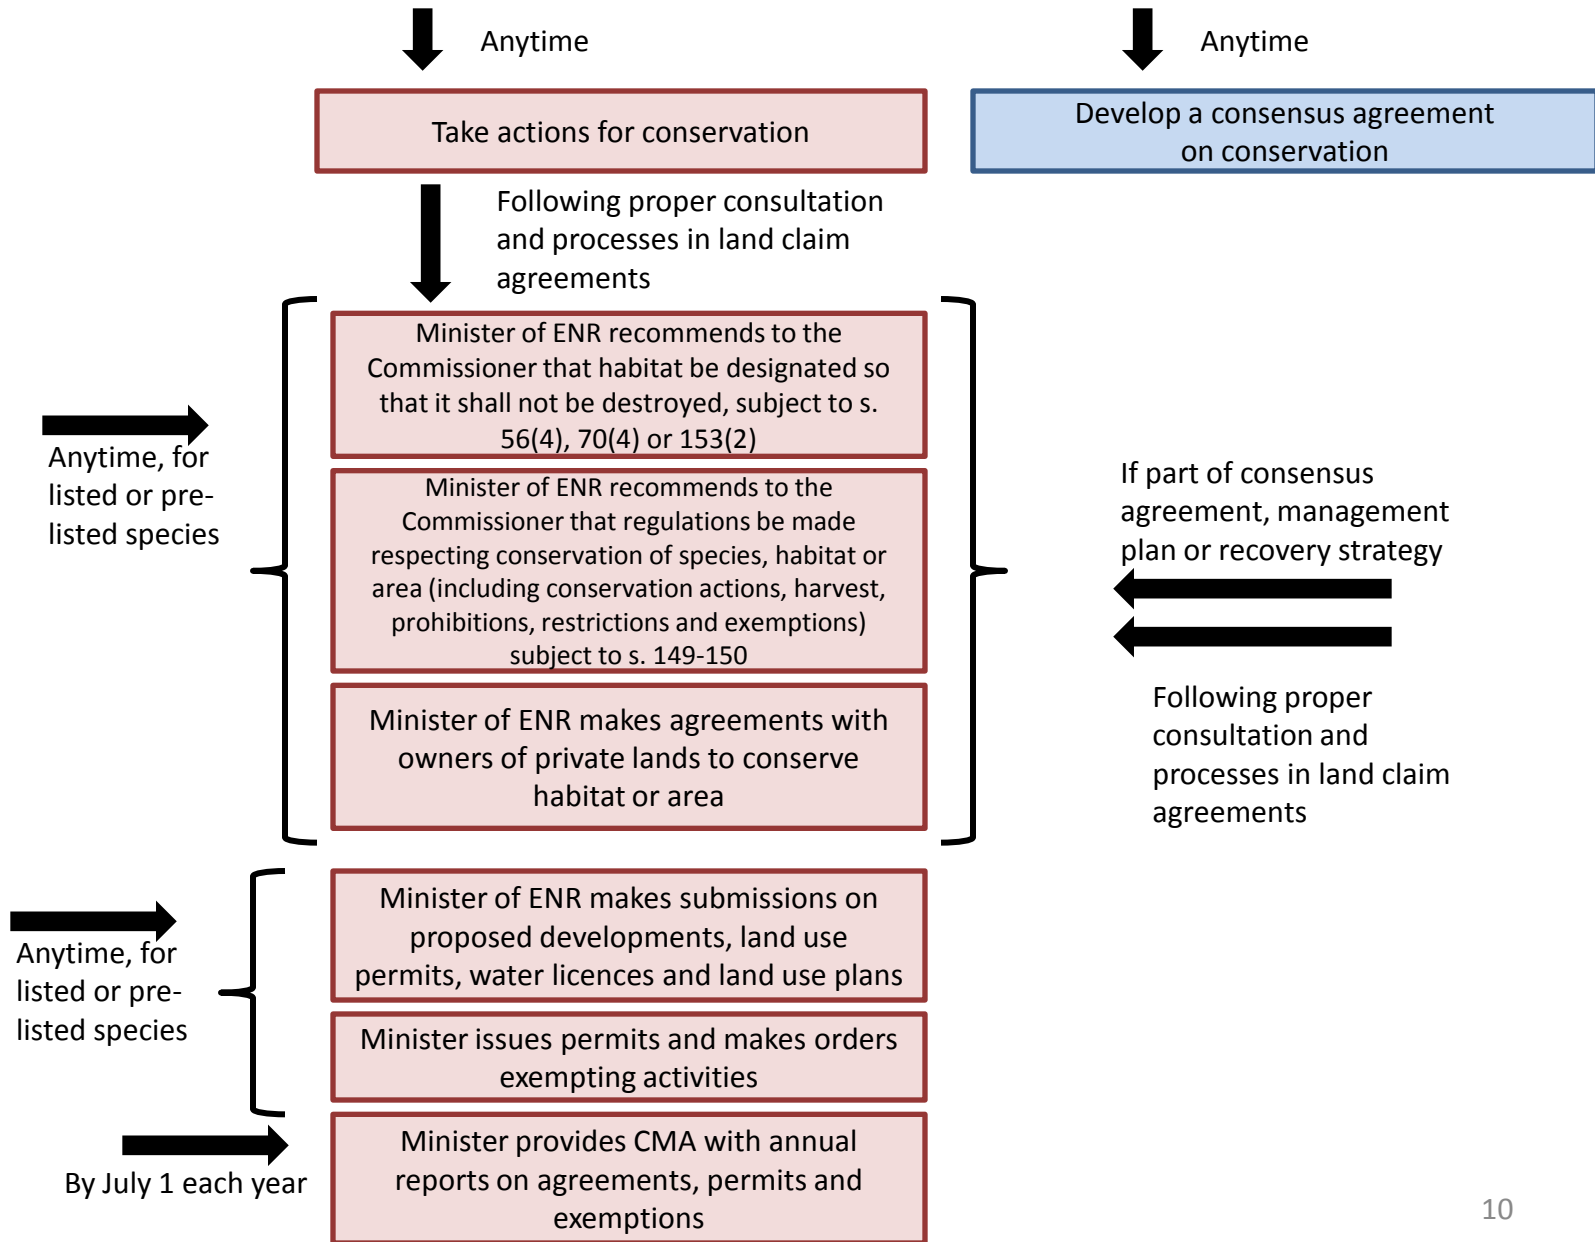 Anytime
Anytime
Take actions for conservation
Develop a consensus agreement
on conservation
Following proper consultation
and processes in land claim
agreements
Minister of ENR recommends to the
Commissioner that habitat be designated so
that it shall not be destroyed, subject to s.
56(4), 70(4) or 153(2)
Anytime, for
listed or pre-
listed species
Minister of ENR recommends to the
Commissioner that regulations be made
respecting conservation of species, habitat or
area (including conservation actions, harvest,
prohibitions, restrictions and exemptions)
subject to s. 149-150
If part of consensus
agreement, management
plan or recovery strategy
Minister of ENR makes agreements with
owners of private lands to conserve
habitat or area
Following proper
consultation and
processes in land claim
agreements
Minister of ENR makes submissions on
proposed developments, land use
permits, water licences and land use plans
Anytime, for
listed or pre-
listed species
Minister issues permits and makes orders
exempting activities
Minister provides CMA with annual
reports on agreements, permits and
exemptions
By July 1 each year
10